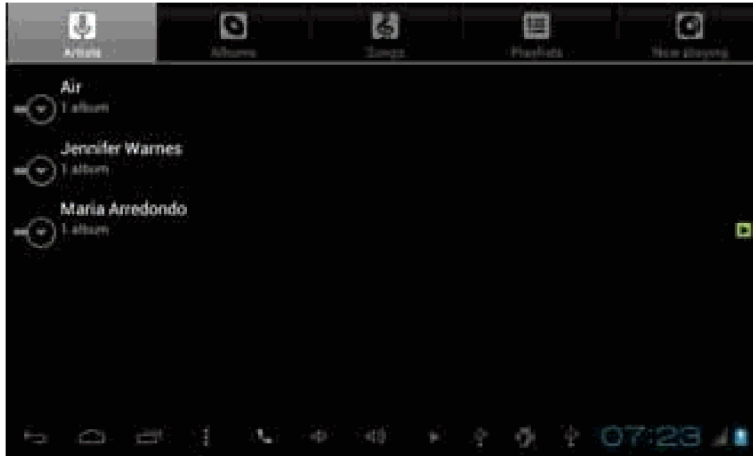 Artists
Albums
Songs
Playlists
Now playing
Air
1 album
Jennifer Warnes
1 album
Maria Arredondo
1 album
07:23